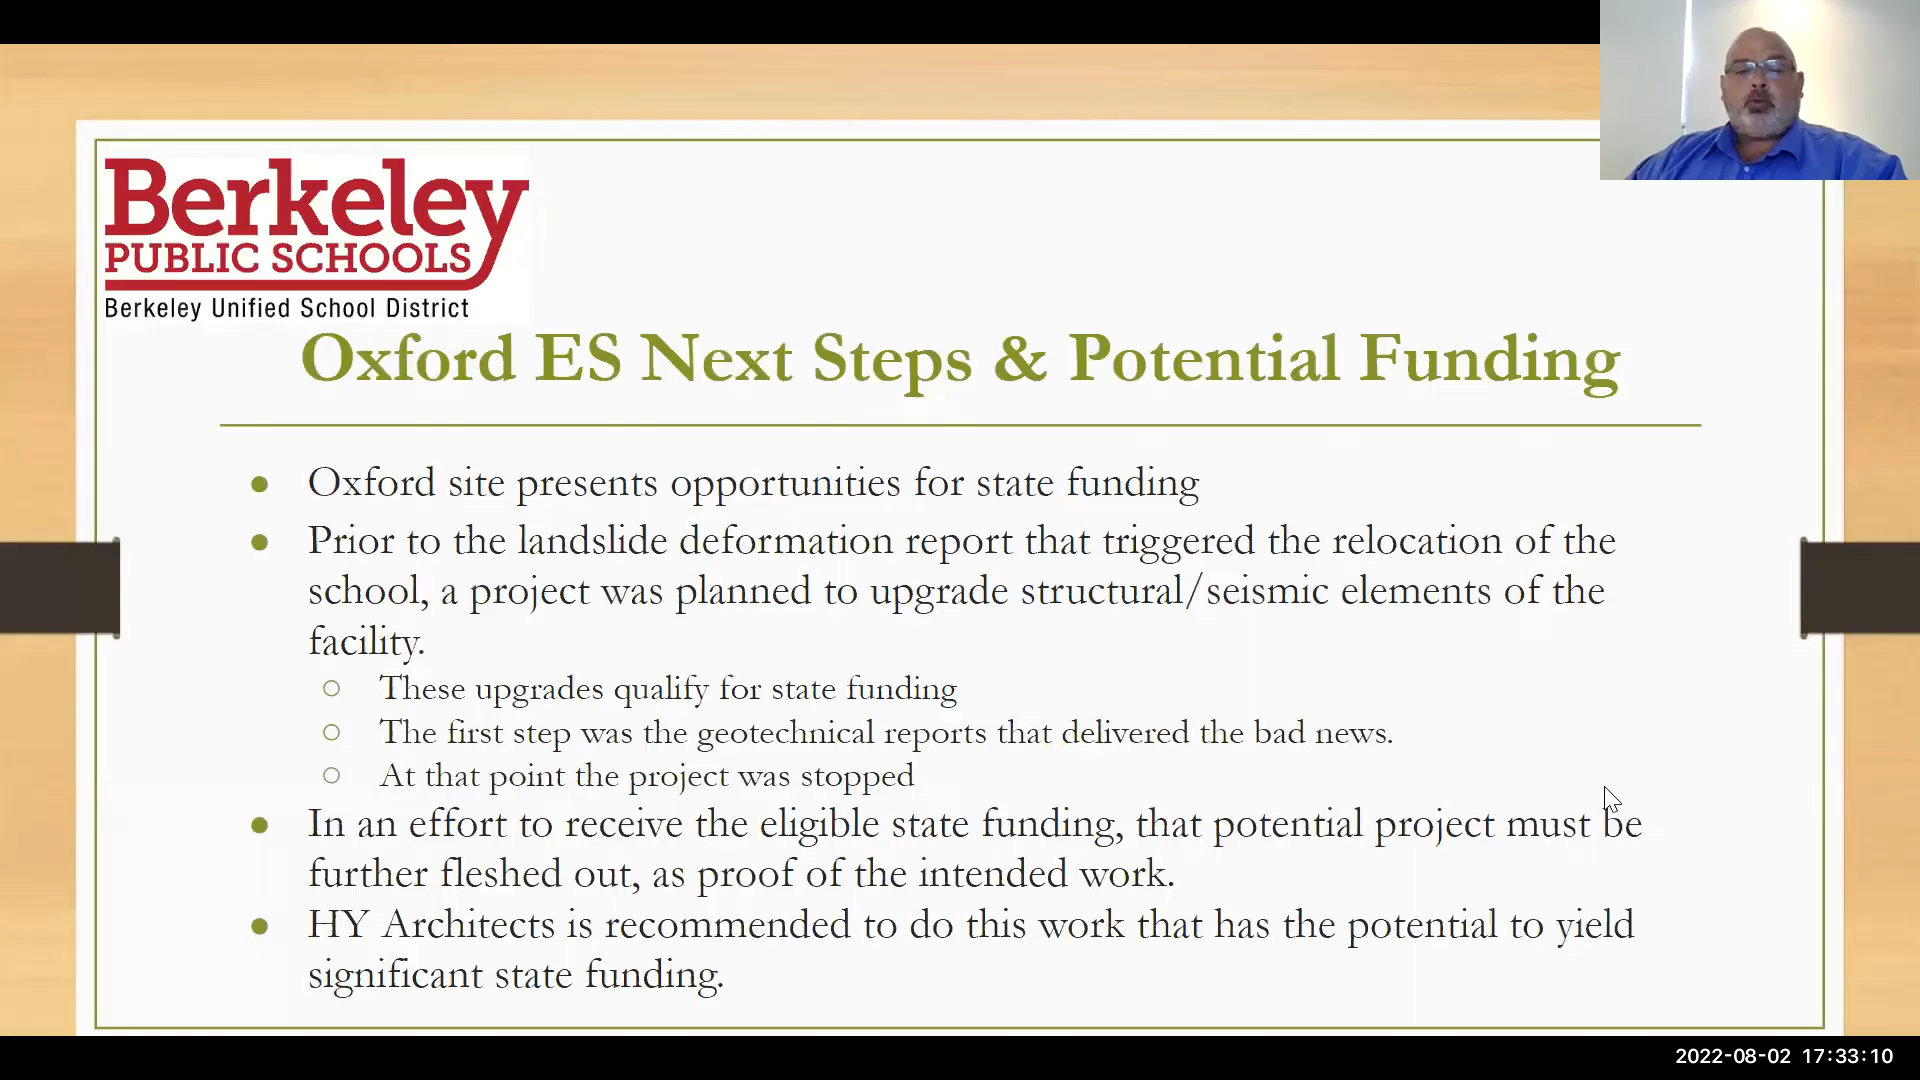 Berkeley
PUBLIC SCHOOLS
Berkeley Unified School District
Oxford ES Next Steps & Potential Funding
● Oxford site presents opportunities for state funding
● Prior to the landslide deformation report that triggered the relocation of the
school, a project was planned to upgrade structural/seismic elements of the
facility.
○ These upgrades qualify for state funding
○ The first step was the geotechnical reports that delivered the bad news.
○ At that point the project was stopped
● In an effort to receive the eligible state funding, that potential project must be
further fleshed out, as proof of the intended work.
● HY Architects is recommended to do this work that has the potential to yield
significant state funding.
2022-08-02 17:33:10